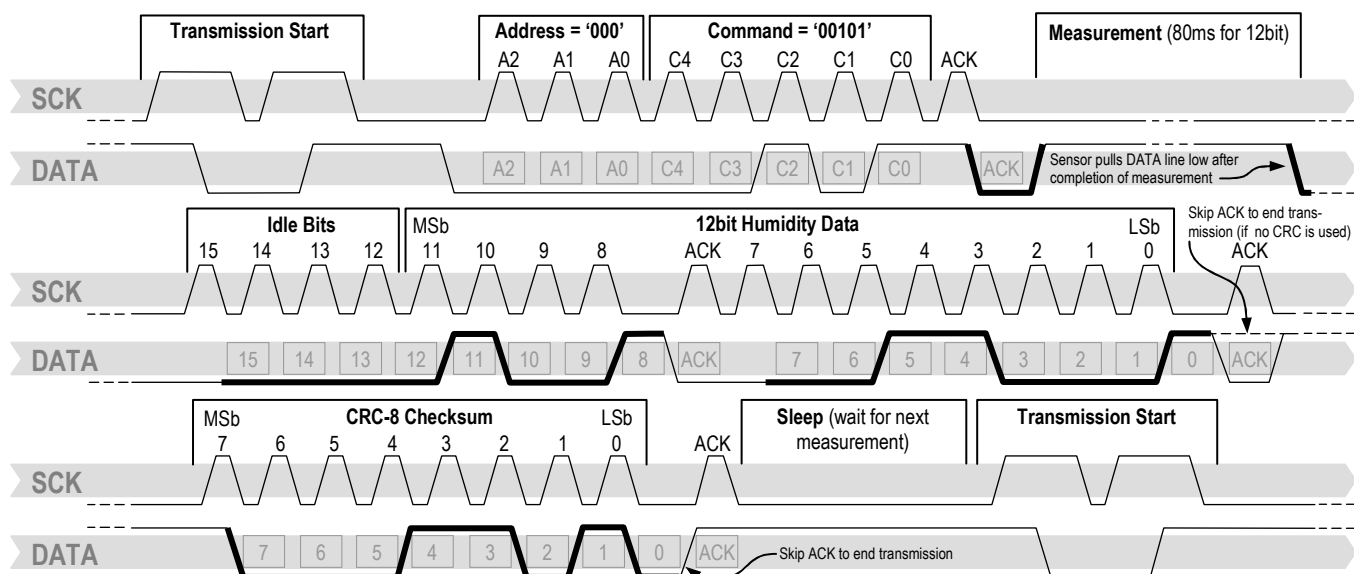 Transmission Start Address = ‘000’ Command = ‘00101’ Measurement (80ms for 12bit)
A2 A1 A0 C4 C3 C2 C1 C0 ACK
SCK
DATA A2 A1 A0 C4 C3 C2 C1 C0 ACK
Sensor pulls DATA line low after
completion of measurement
Idle Bits MSb 12bit Humidity Data LSb
Skip ACK to end trans-
mission (if no CRC is used)
15 14 13 12 11 10 9 8 ACK 7 6 5 4 3 2 1 0 ACK
SCK
DATA 15 14 13 12 11 10 9 8 ACK 7 6 5 4 3 2 1 0 ACK
MSb CRC-8 Checksum LSb Sleep (wait for next
measurement)
Transmission Start
7 6 5 4 3 2 1 0 ACK
SCK
DATA 7 6 5 4 3 2 1 0 ACK
Skip ACK to end transmission